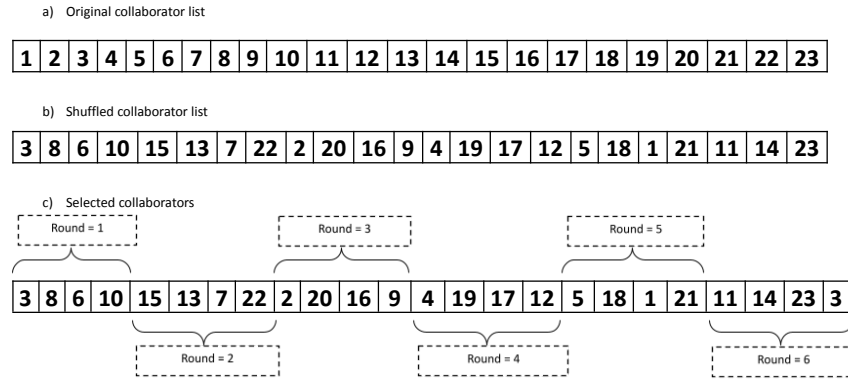 a) Original collaborator list
1 2 3 4 5 6 7 8 9 10 11 12 13 14 15 16 17 18 19 20 21 22 23
b) Shuffled collaborator list
3 8 6 10 15 13 7 22 2 20 16 9 4 19 17 12 5 18 1 21 11 14 23
c) Selected collaborators
Round = 1 Round = 3 Round = 5
3 8 6 10 15 13 7 22 2 20 16 9 4 19 17 12 5 18 1 21 11 14 23 3
Round = 2 Round = 4 Round = 6